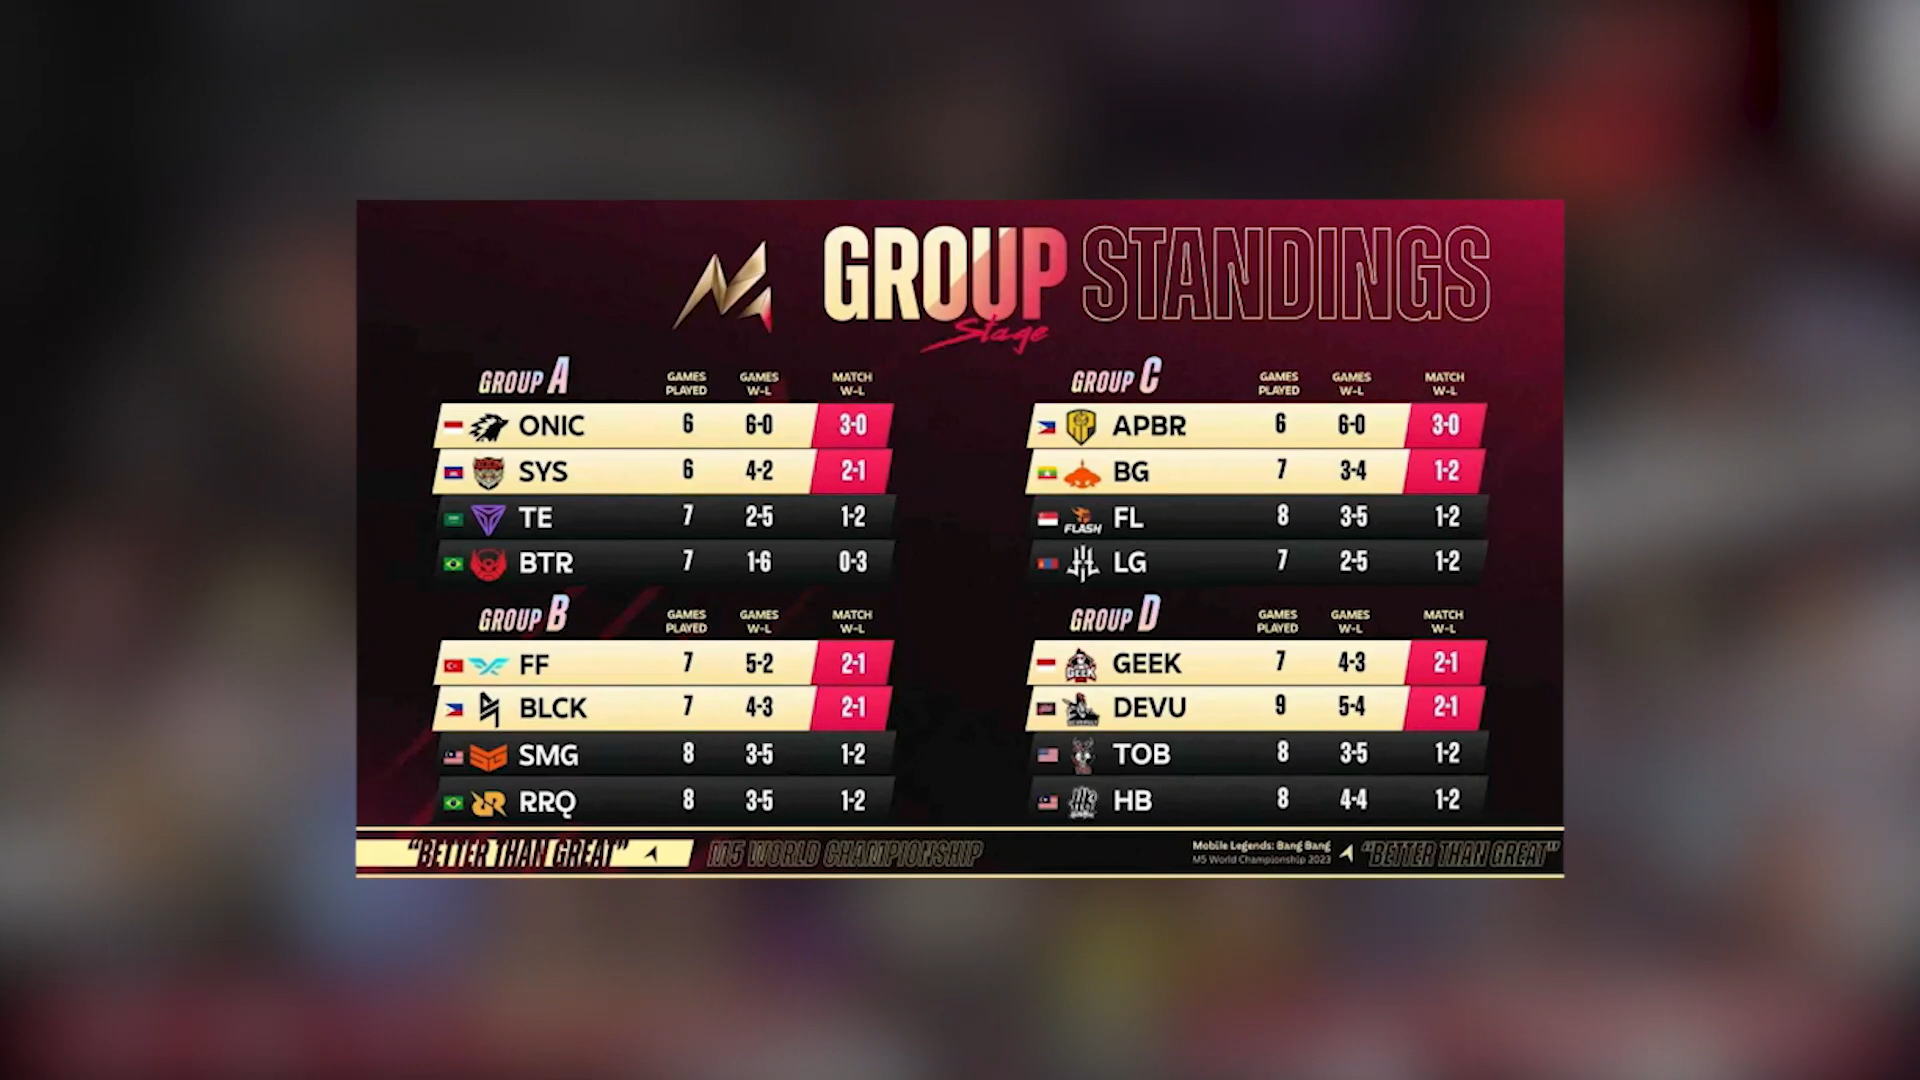 GROUP STANDINGS
Stage
GROUP A GAMES PLAYED GAMES W-L MATCH W-L
ONIC 6 6-0 3-0
SYS 6 4-2 2-1
TE 7 2-5 1-2
BTR 7 1-6 0-3
GROUP B GAMES PLAYED GAMES W-L MATCH W-L
FF 7 5-2 2-1
BLCK 7 4-3 2-1
SMG 8 3-5 1-2
RRQ 8 3-5 1-2
GROUP C GAMES PLAYED GAMES W-L MATCH W-L
APBR 6 6-0 3-0
BG 7 3-4 1-2
FLASH FL 8 3-5 1-2
LG 7 2-5 1-2
GROUP D GAMES PLAYED GAMES W-L MATCH W-L
GEEK GEEK 7 4-3 2-1
DEVU 9 5-4 2-1
TOB 8 3-5 1-2
HB 8 4-4 1-2
"BETTER THAN GREAT" M5 WORLD CHAMPIONSHIP
Mobile Legends: Bang Bang
M5 World Championship 2023
"BETTER THAN GREAT"